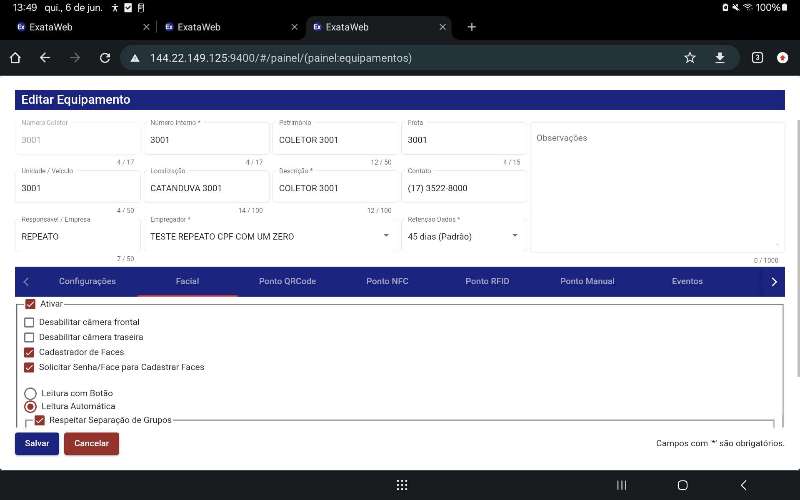 13:49 qui., 6 de jun. 100%
Ex ExataWeb Ex ExataWeb Ex ExataWeb
144.22.149.125:9400/#/painel/(painel:equipamentos) 3
Editar Equipamento
Número Coletor Número Interno * Patrimônio Frota
3001 3001 COLETOR 3001 3001 Observações
4 / 17 4 / 17 12 / 50 4 / 15
Unidade / Veículo Localização Descrição * Contato
3001 CATANDUVA 3001 COLETOR 3001 (17) 3522-8000
4 / 50 14 / 100 12 / 100
Responsável / Empresa Empregador * Retenção Dados *
REPEATO TESTE REPEATO CPF COM UM ZERO 45 dias (Padrão)
7 / 50 0 / 1000
Configurações Facial Ponto QRCode Ponto NFC Ponto RFID Ponto Manual Eventos
Ativar
Desabilitar câmera frontal
Desabilitar câmera traseira
Cadastrador de Faces
Solicitar Senha/Face para Cadastrar Faces
Leitura com Botão
Leitura Automática
Respeitar Separação de Grupos
Salvar Cancelar Campos com '*' são obrigatórios.